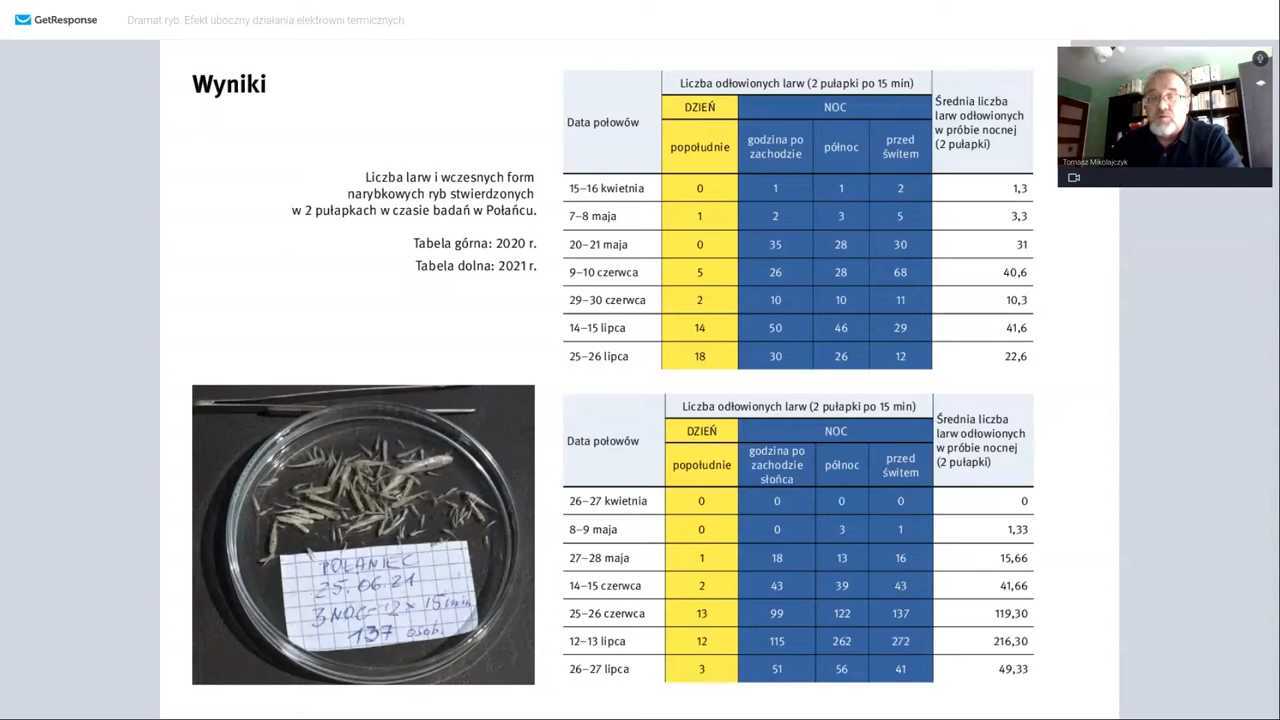 GetResponse
Dramat ryb. Efekt uboczny działania elektrowni termicznych
Wyniki
Liczba larw i wczesnych form
narybkowych ryb stwierdzonych
w 2 pułapkach w czasie badań w Połańcu.
Tabela górna: 2020 r.
Tabela dolna: 2021 r.
Data połowów
Liczba odłowionych larw (2 pułapki po 15 min)
DZIEŃ NOC
popołudnie
godzina po
zachodzie
północ
przed
świtem
Średnia liczba
larw odłowionych
w próbie nocnej
(2 pułapki)
15–16 kwietnia 0 1 1 2 1,3
7–8 maja 1 2 3 5 3,3
20–21 maja 0 35 28 30 31
9–10 czerwca 5 26 28 68 40,6
29–30 czerwca 2 10 10 11 10,3
14–15 lipca 14 50 46 29 41,6
25–26 lipca 18 30 26 12 22,6
Data połowów
Liczba odłowionych larw (2 pułapki po 15 min)
DZIEŃ NOC
popołudnie
godzina po
zachodzie
słońca
północ
przed
świtem
Średnia liczba
larw odłowionych
w próbie nocnej
(2 pułapki)
26–27 kwietnia 0 0 0 0 0
8–9 maja 0 0 3 1 1,33
27–28 maja 1 18 13 16 15,66
14–15 czerwca 2 43 39 43 41,66
25–26 czerwca 13 99 122 137 119,30
12–13 lipca 12 115 262 272 216,30
26–27 lipca 3 51 56 41 49,33
POŁANIEC
25.06.21
3 NOC – 2 x 15 min
137 osob.
Tomasz Mikołajczyk